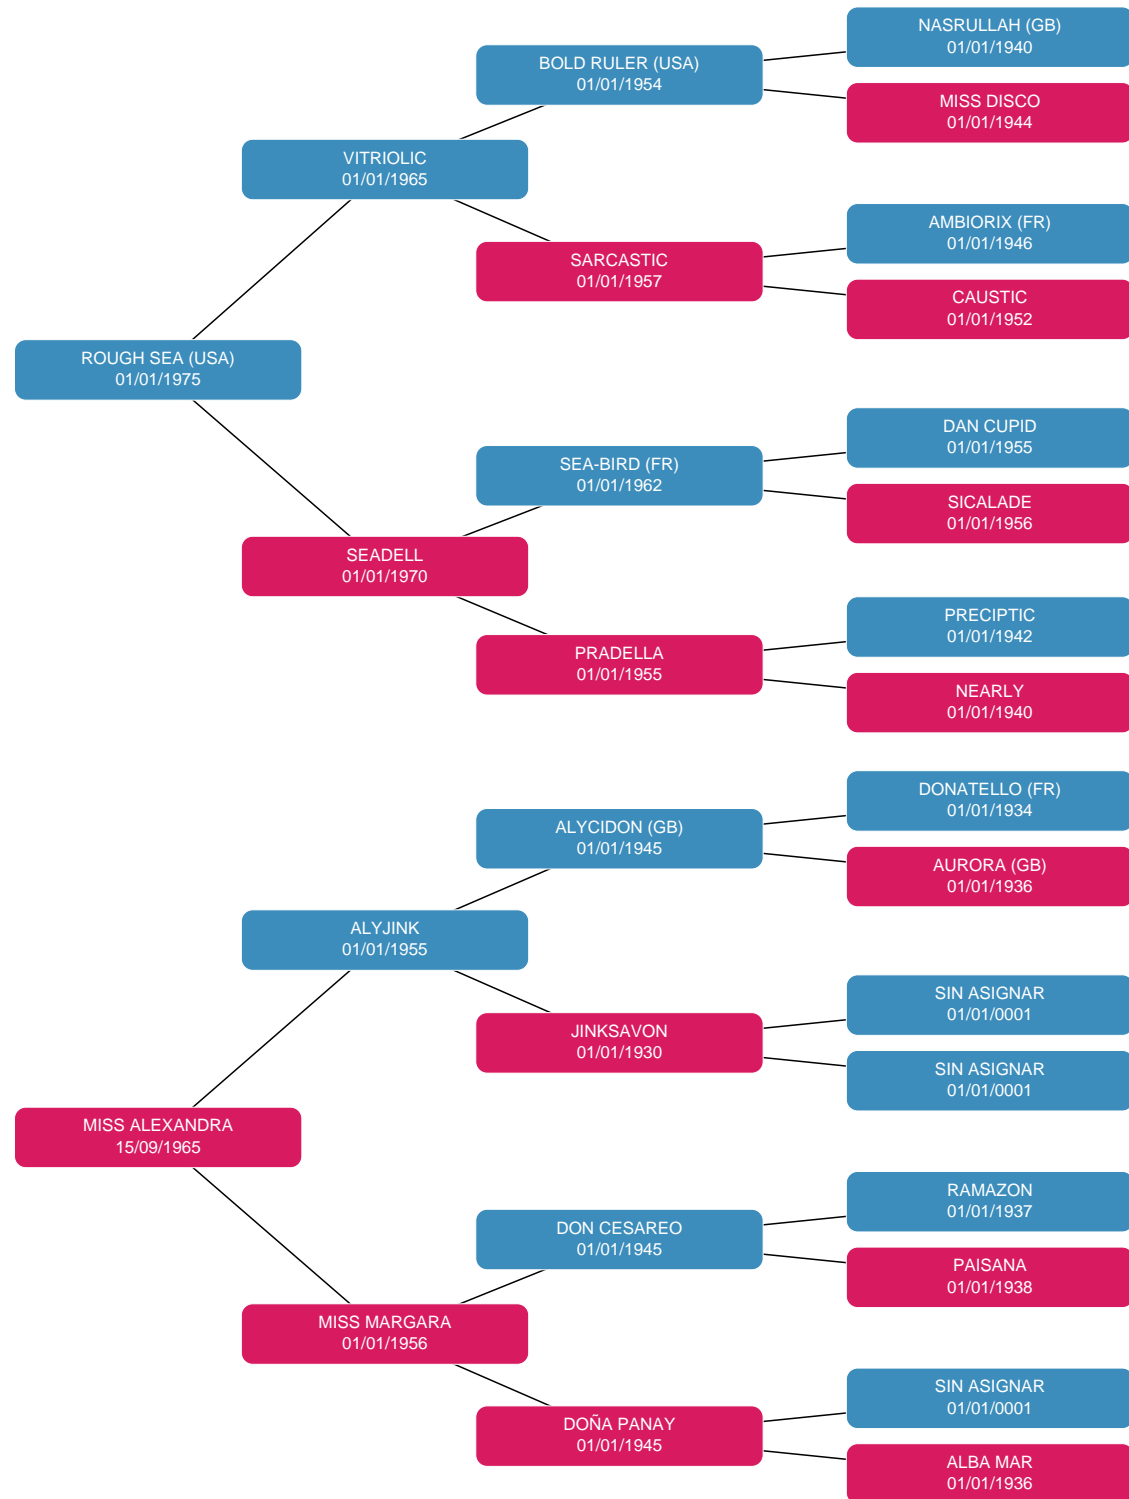 NASRULLAH (GB)
01/01/1940
BOLD RULER (USA)
01/01/1954
MISS DISCO
01/01/1944
VITRIOLIC
01/01/1965
AMBIORIX (FR)
01/01/1946
SARCASTIC
01/01/1957
CAUSTIC
01/01/1952
ROUGH SEA (USA)
01/01/1975
DAN CUPID
01/01/1955
SEA-BIRD (FR)
01/01/1962
SICALADE
01/01/1956
SEADELL
01/01/1970
PRECIPTIC
01/01/1942
PRADELLA
01/01/1955
NEARLY
01/01/1940
DONATELLO (FR)
01/01/1934
ALYCIDON (GB)
01/01/1945
AURORA (GB)
01/01/1936
ALYJINK
01/01/1955
SIN ASIGNAR
01/01/0001
JINKSAVON
01/01/1930
SIN ASIGNAR
01/01/0001
MISS ALEXANDRA
15/09/1965
RAMAZON
01/01/1937
DON CESAREO
01/01/1945
PAISANA
01/01/1938
MISS MARGARA
01/01/1956
SIN ASIGNAR
01/01/0001
DOÑA PANAY
01/01/1945
ALBA MAR
01/01/1936